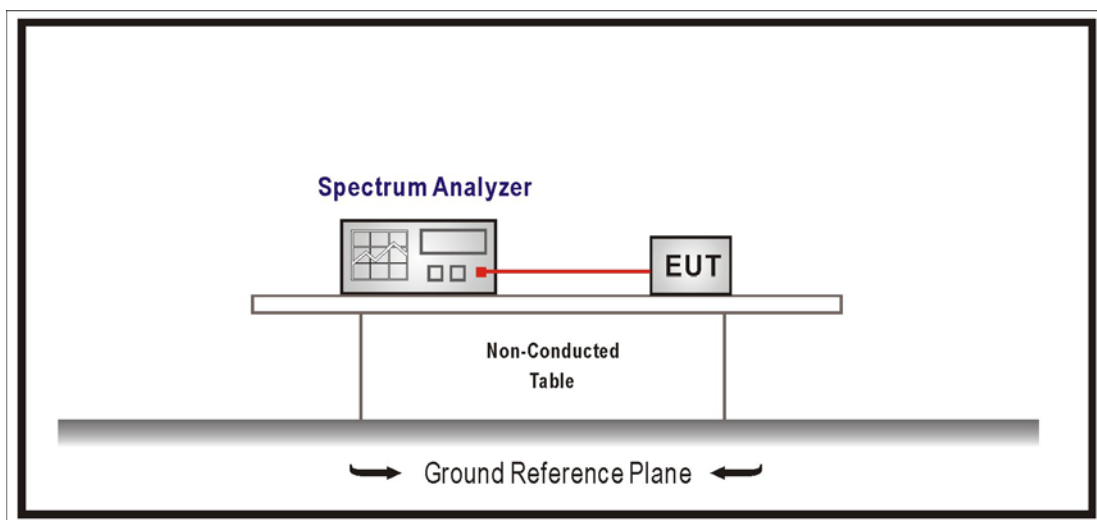 Spectrum Analyzer
EUT
Non-Conducted
Table
Ground Reference Plane